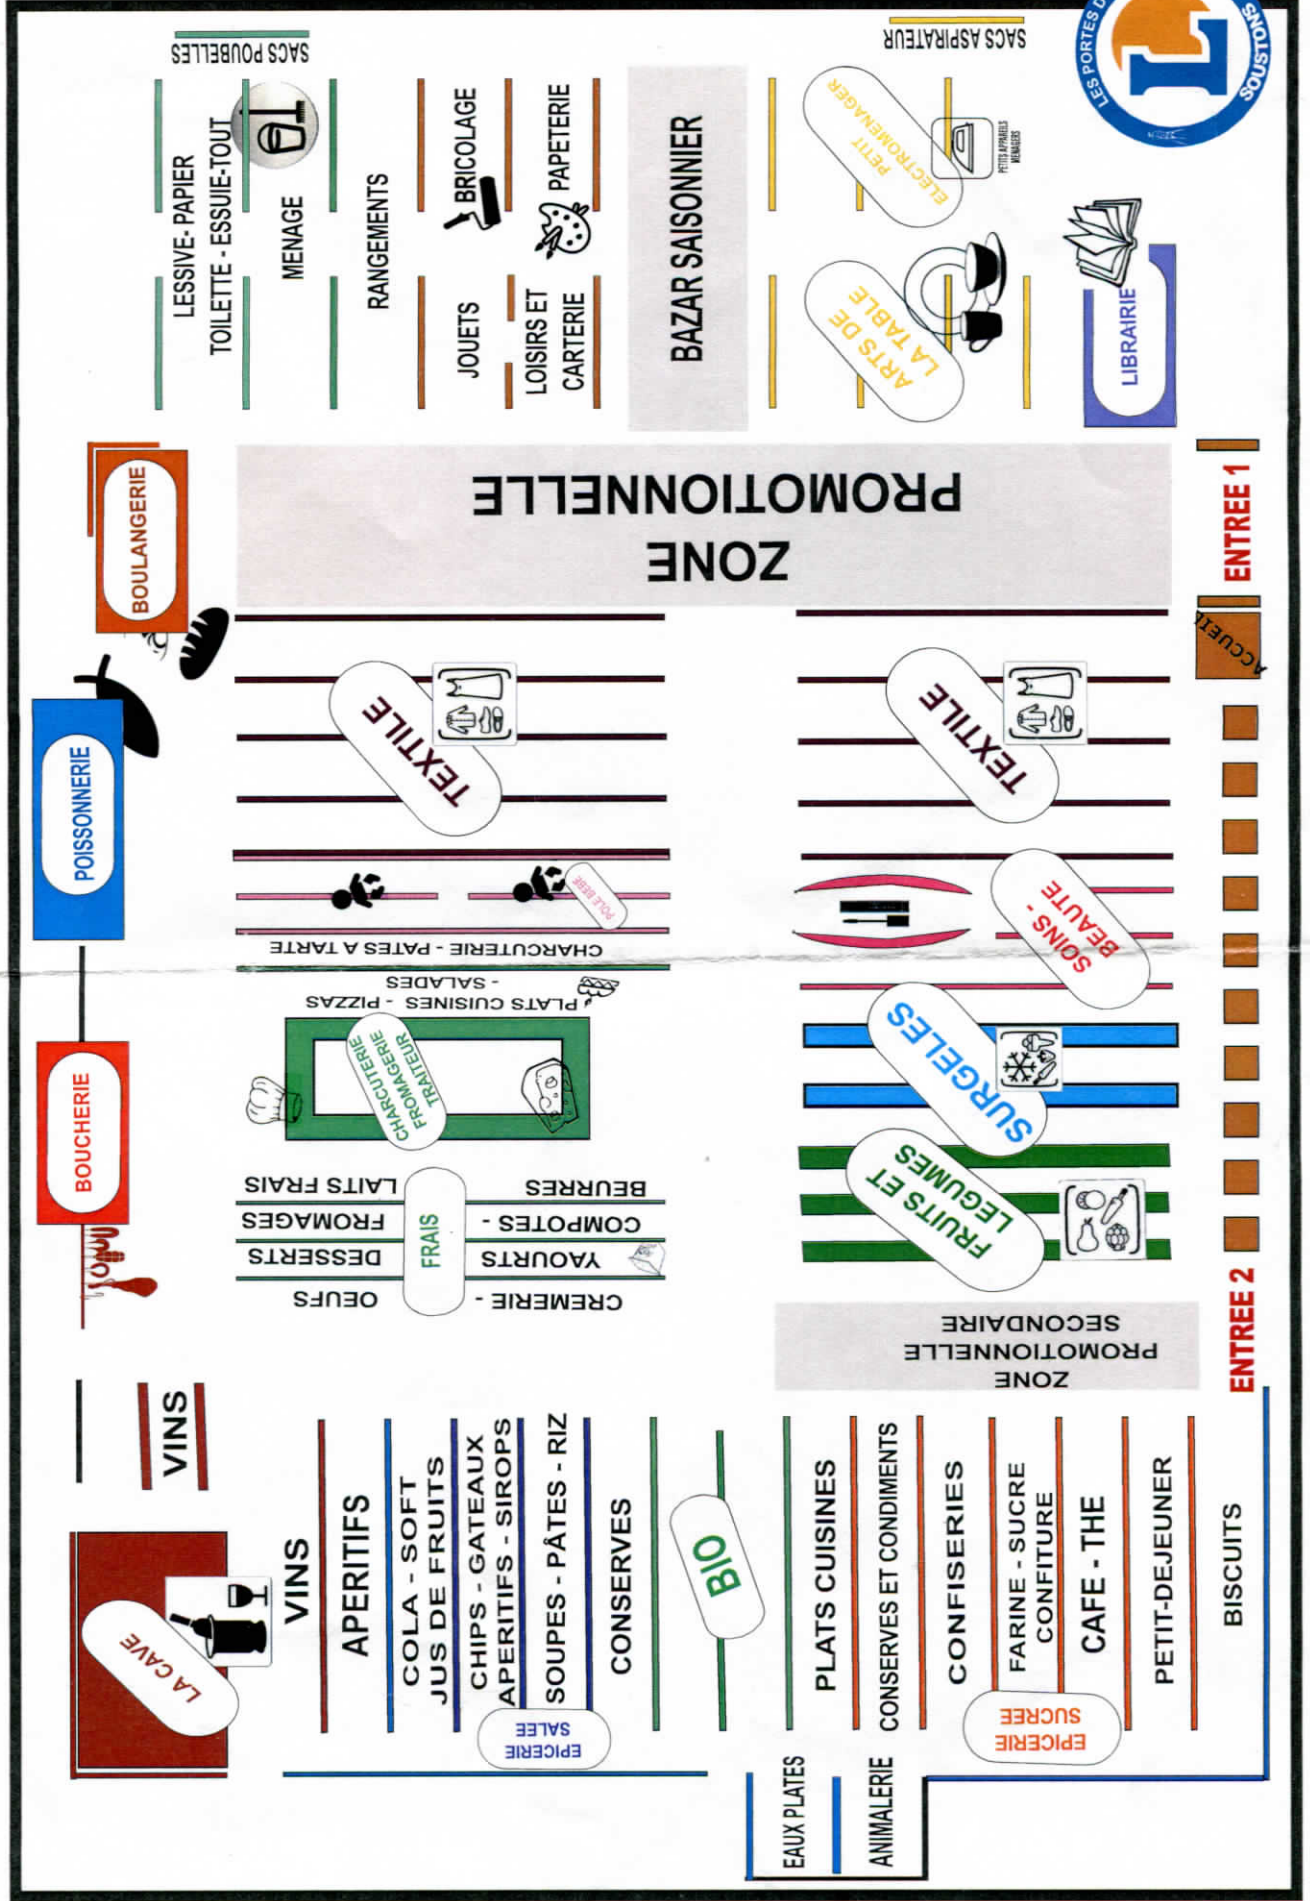 SACS POUBELLES
LESSIVE- PAPIER
TOILETTE - ESSUIE-TOUT
MENAGE
RANGEMENTS
BRICOLAGE
JOUETS
PAPETERIE
LOISIRS ET
CARTERIE
BAZAR SAISONNIER
SACS ASPIRATEUR
PETIT
ELECTROMENAGER
PETITS APPAREILS
MENAGERS
ARTS DE
LA TABLE
LIBRAIRIE
LES PORTES D
SOUSTONS
L
BOULANGERIE
ZONE
PROMOTIONNELLE
ENTREE 1
ACCUEIL
POISSONNERIE
TEXTILE
TEXTILE
POLE BEBE
SOINS -
BEAUTE
CHARCUTERIE - PATES A TARTE
PLATS CUISINES - PIZZAS
- SALADES
CHARCUTERIE
FROMAGERIE
TRAITEUR
SURGELES
BOUCHERIE
BEURRES
LAITS FRAIS
COMPOTES -
FROMAGES
YAOURTS
DESSERTS
CREMERIE -
OEUFS
FRAIS
FRUITS ET
LEGUMES
ZONE
PROMOTIONNELLE
SECONDAIRE
ENTREE 2
VINS
LA CAVE
VINS
APERITIFS
COLA - SOFT
JUS DE FRUITS
CHIPS - GATEAUX
APERITIFS - SIROPS
SOUPES - PÂTES - RIZ
CONSERVES
EPICERIE
SALEE
BIO
PLATS CUISINES
CONSERVES ET CONDIMENTS
CONFISERIES
FARINE - SUCRE
CONFITURE
CAFE - THE
PETIT-DEJEUNER
BISCUITS
EPICERIE
SUCREE
EAUX PLATES
ANIMALERIE